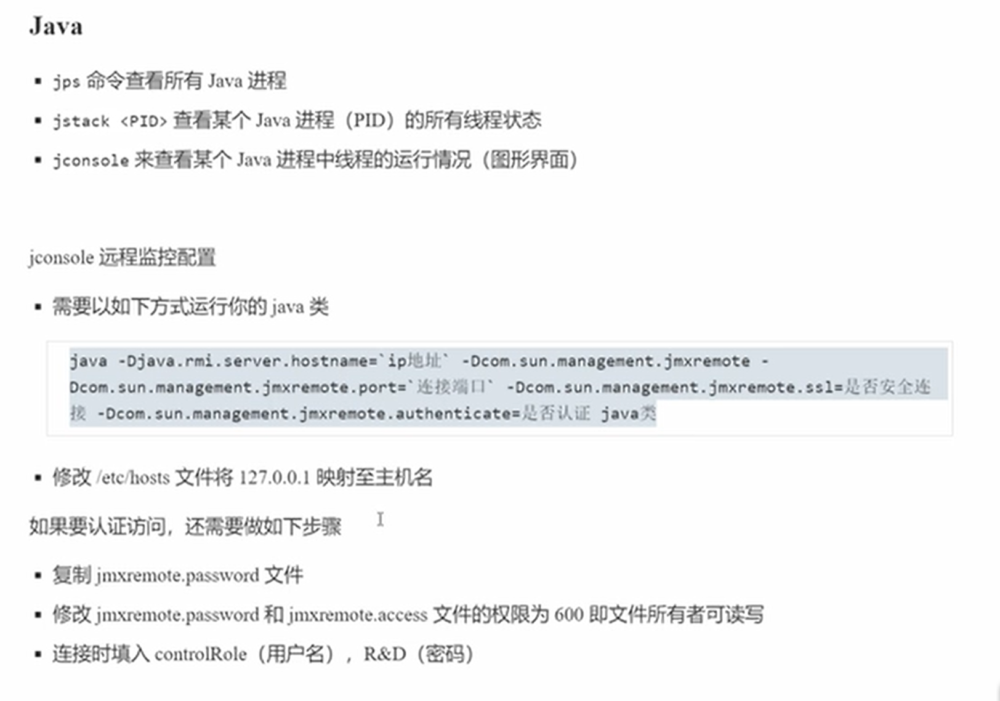 Java
jps 命令查看所有 Java 进程
jstack <PID> 查看某个 Java 进程（PID）的所有线程状态
jconsole 来查看某个 Java 进程中线程的运行情况（图形界面）
jconsole 远程监控配置
需要以如下方式运行你的 java 类
java -Djava.rmi.server.hostname=`ip地址` -Dcom.sun.management.jmxremote -
Dcom.sun.management.jmxremote.port=`连接端口` -Dcom.sun.management.jmxremote.ssl=是否安全连
接 -Dcom.sun.management.jmxremote.authenticate=是否认证 java类
修改 /etc/hosts 文件将 127.0.0.1 映射至主机名
如果要认证访问，还需要做如下步骤
复制 jmxremote.password 文件
修改 jmxremote.password 和 jmxremote.access 文件的权限为 600 即文件所有者可读写
连接时填入 controlRole（用户名），R&D（密码）